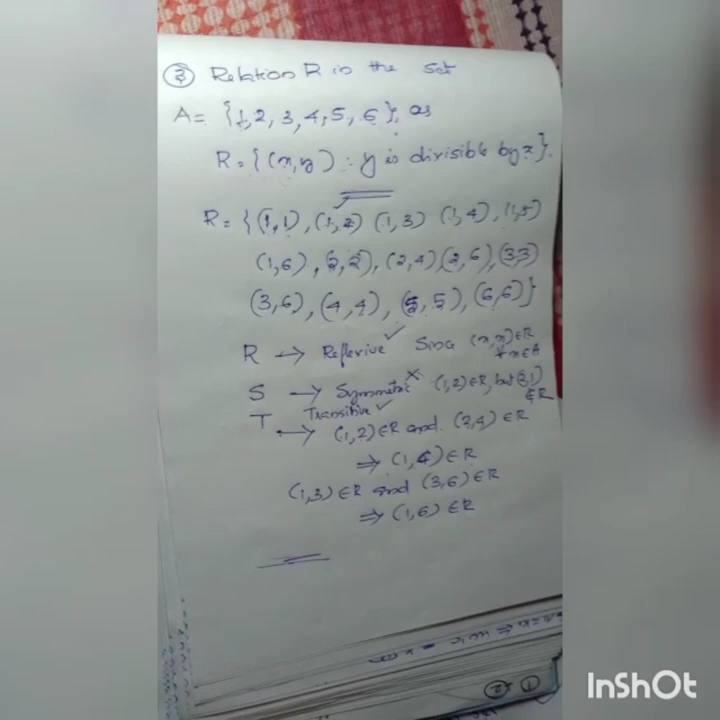 ③ Relation R in the set
A = {1, 2, 3, 4, 5, 6}, as
R = {(x, y) : y is divisible by x}.
R = {(1,1), (1,2) (1,3) (1,4), (1,5)
(1,6), (2,2), (2,4) (2,6), (3,3)
(3,6), (4,4), (5,5), (6,6)}
R → Reflexive ✓ Since (x,x) ∈ R
∀ x ∈ A
S → Symmetric × (1,2) ∈ R, but (2,1)
∉ R
T Transitive ✓
→ (1,2) ∈ R and (2,4) ∈ R
⇒ (1,4) ∈ R
(1,3) ∈ R and (3,6) ∈ R
⇒ (1,6) ∈ R
InShOt